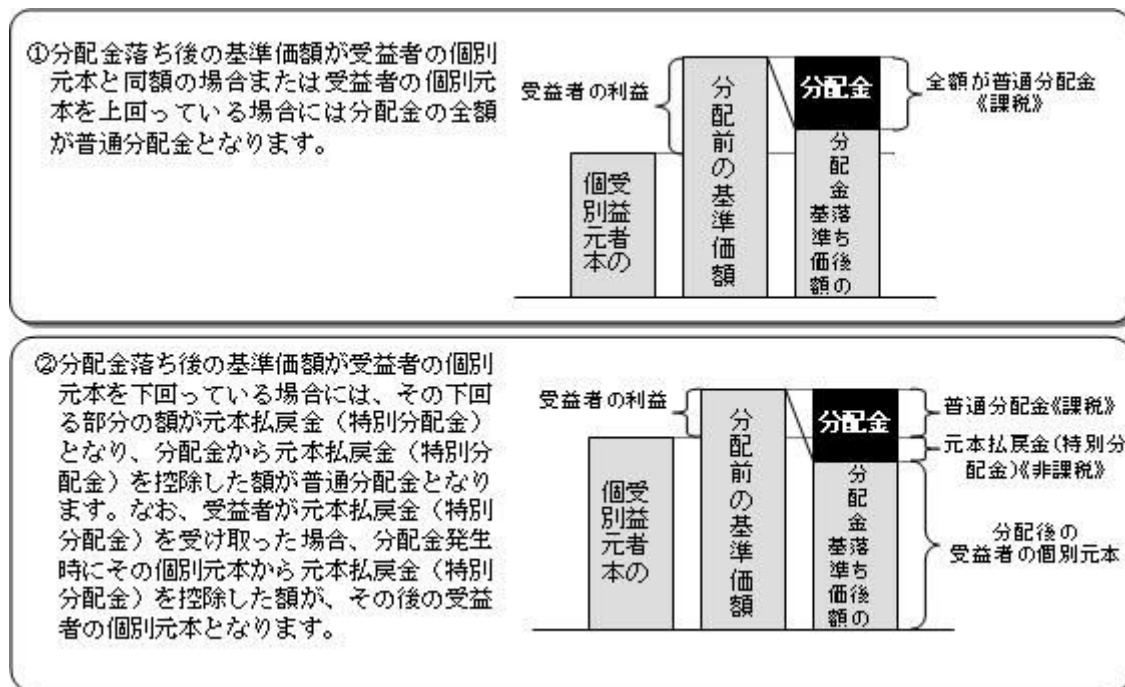 ①分配金落ち後の基準価額が受益者の個別
元本と同額の場合または受益者の個別元
本を上回っている場合には分配金の全額
が普通分配金となります。
受益者の利益
受益者の
個別元本
分配前の基準価額
分配金
分配金落ち後の
基準価額
全額が普通分配金
《課税》
②分配金落ち後の基準価額が受益者の個別
元本を下回っている場合には、その下回
る部分の額が元本払戻金（特別分配金）
となり、分配金から元本払戻金（特別分
配金）を控除した額が普通分配金となり
ます。なお、受益者が元本払戻金（特別
分配金）を受け取った場合、分配金発生
時にその個別元本から元本払戻金（特別
分配金）を控除した額が、その後の受益
者の個別元本となります。
受益者の利益
受益者の
個別元本
分配前の基準価額
分配金
分配金落ち後の
基準価額
普通分配金《課税》
元本払戻金(特別分
配金)《非課税》
分配後の
受益者の個別元本